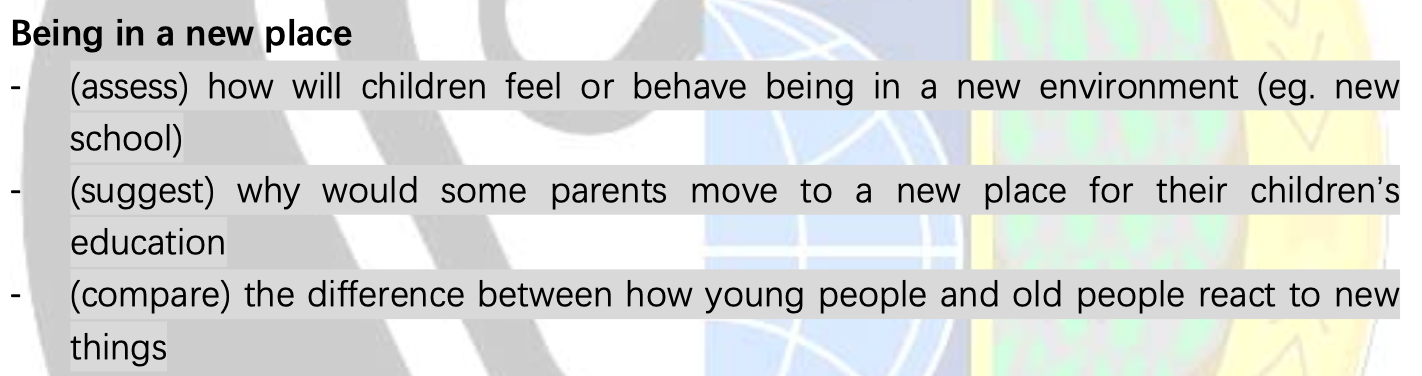 Being in a new place
- (assess) how will children feel or behave being in a new environment (eg. new
school)
- (suggest) why would some parents move to a new place for their children’s
education
- (compare) the difference between how young people and old people react to new
things